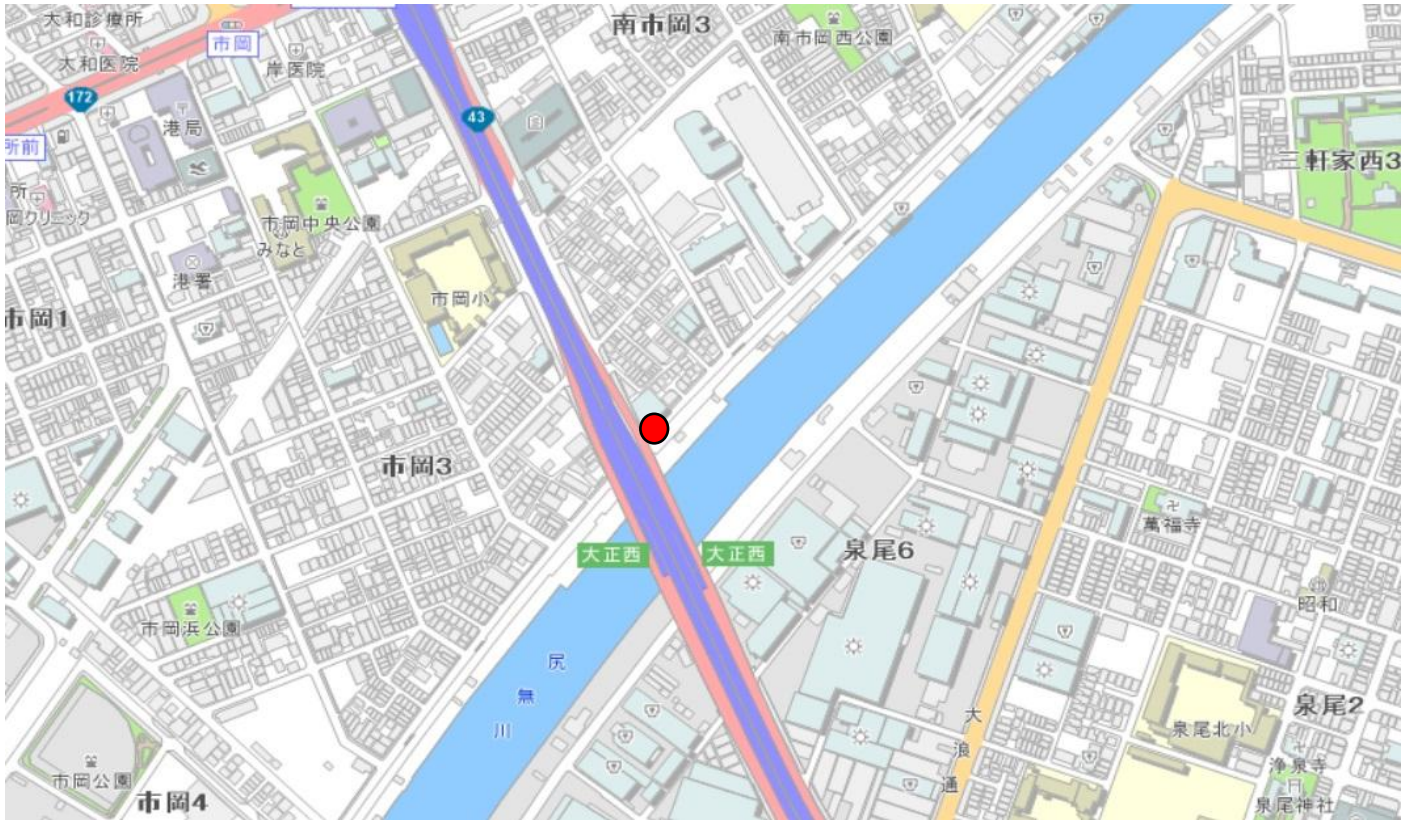 大和診療所
大和医院
市岡
岸医院
南市岡3
南市岡西公園
172
港局
43
所前
三軒家西3
所
岡クリニック
市岡中央公園
みなと
港署
市岡小
市岡1
市岡3
萬福寺
大正西
大正西
泉尾6
昭和
市岡浜公園
尻
無
川
大
浪
通
泉尾2
泉尾北小
浄泉寺
泉尾神社
市岡公園
市岡4